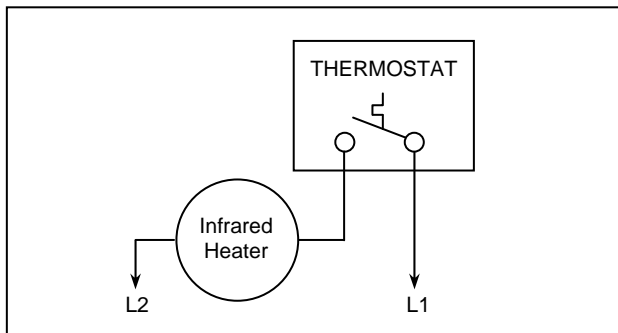 THERMOSTAT
Infrared
Heater
L2
L1